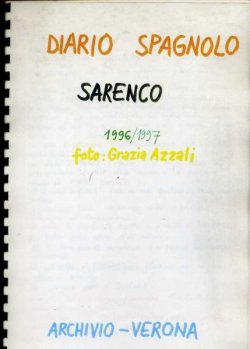 DIARIO SPAGNOLO
SARENCO
1996/1997
foto: Grazia Azzali
ARCHIVIO-VERONA